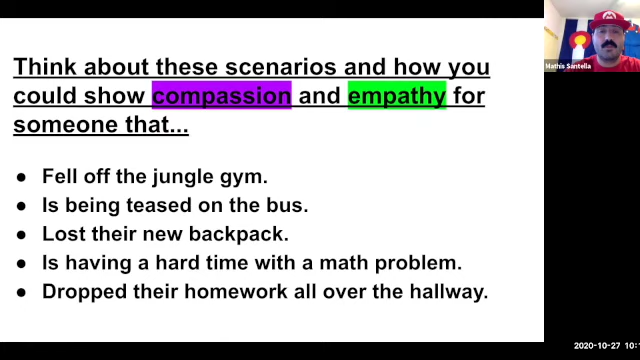 Think about these scenarios and how you
could show compassion and empathy for
someone that...
● Fell off the jungle gym.
● Is being teased on the bus.
● Lost their new backpack.
● Is having a hard time with a math problem.
● Dropped their homework all over the hallway.
Mathis Santella
2020-10-27 10:1